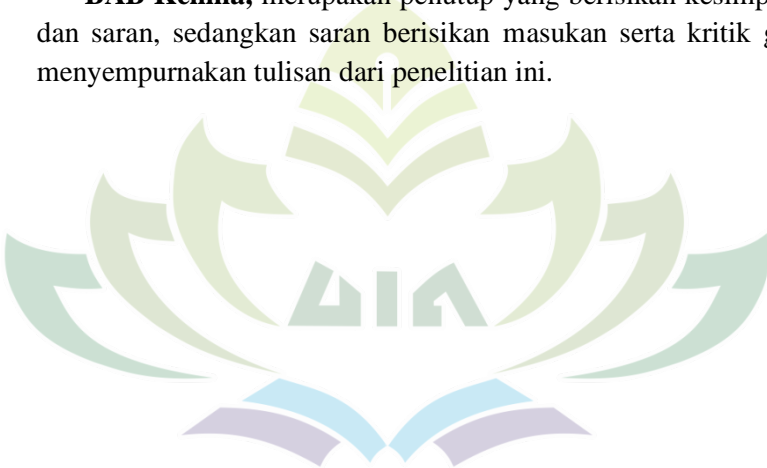 BAB Kelima, merupakan penutup yang berisikan
dan saran, sedangkan saran berisikan masukan serta kritik
menyempurnakan tulisan dari penelitian ini.
UIN